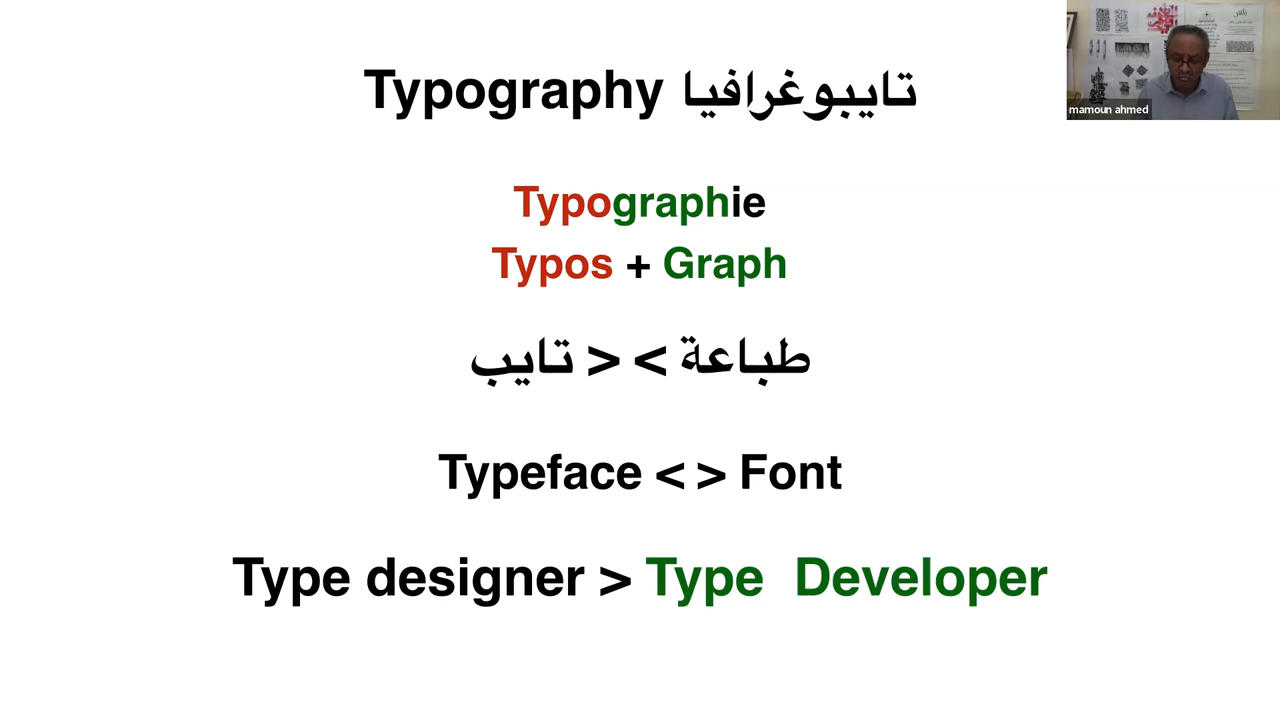 Typography تايبوغرافيا
Typographie
Typos + Graph
طباعة < > تايب
Typeface < > Font
Type designer > Type Developer
mamoun ahmed